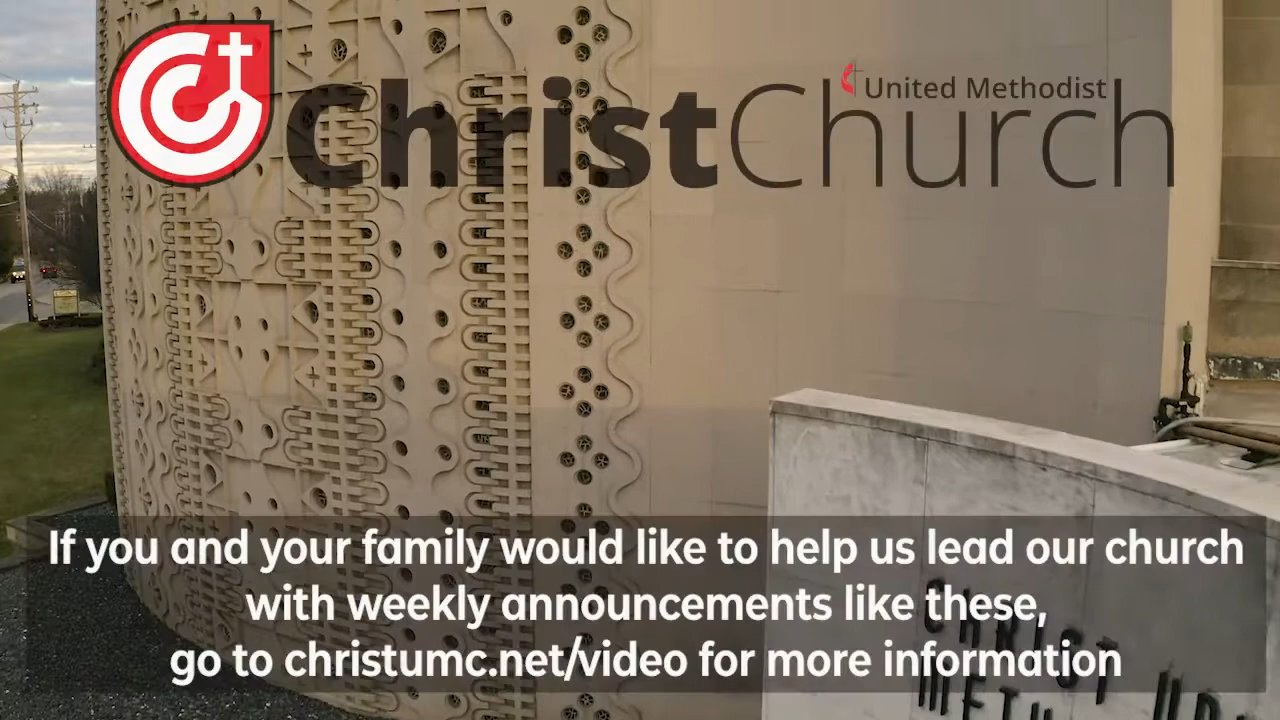 United Methodist
ChristChurch
If you and your family would like to help us lead our church
with weekly announcements like these,
go to christumc.net/video for more information
CHRIST